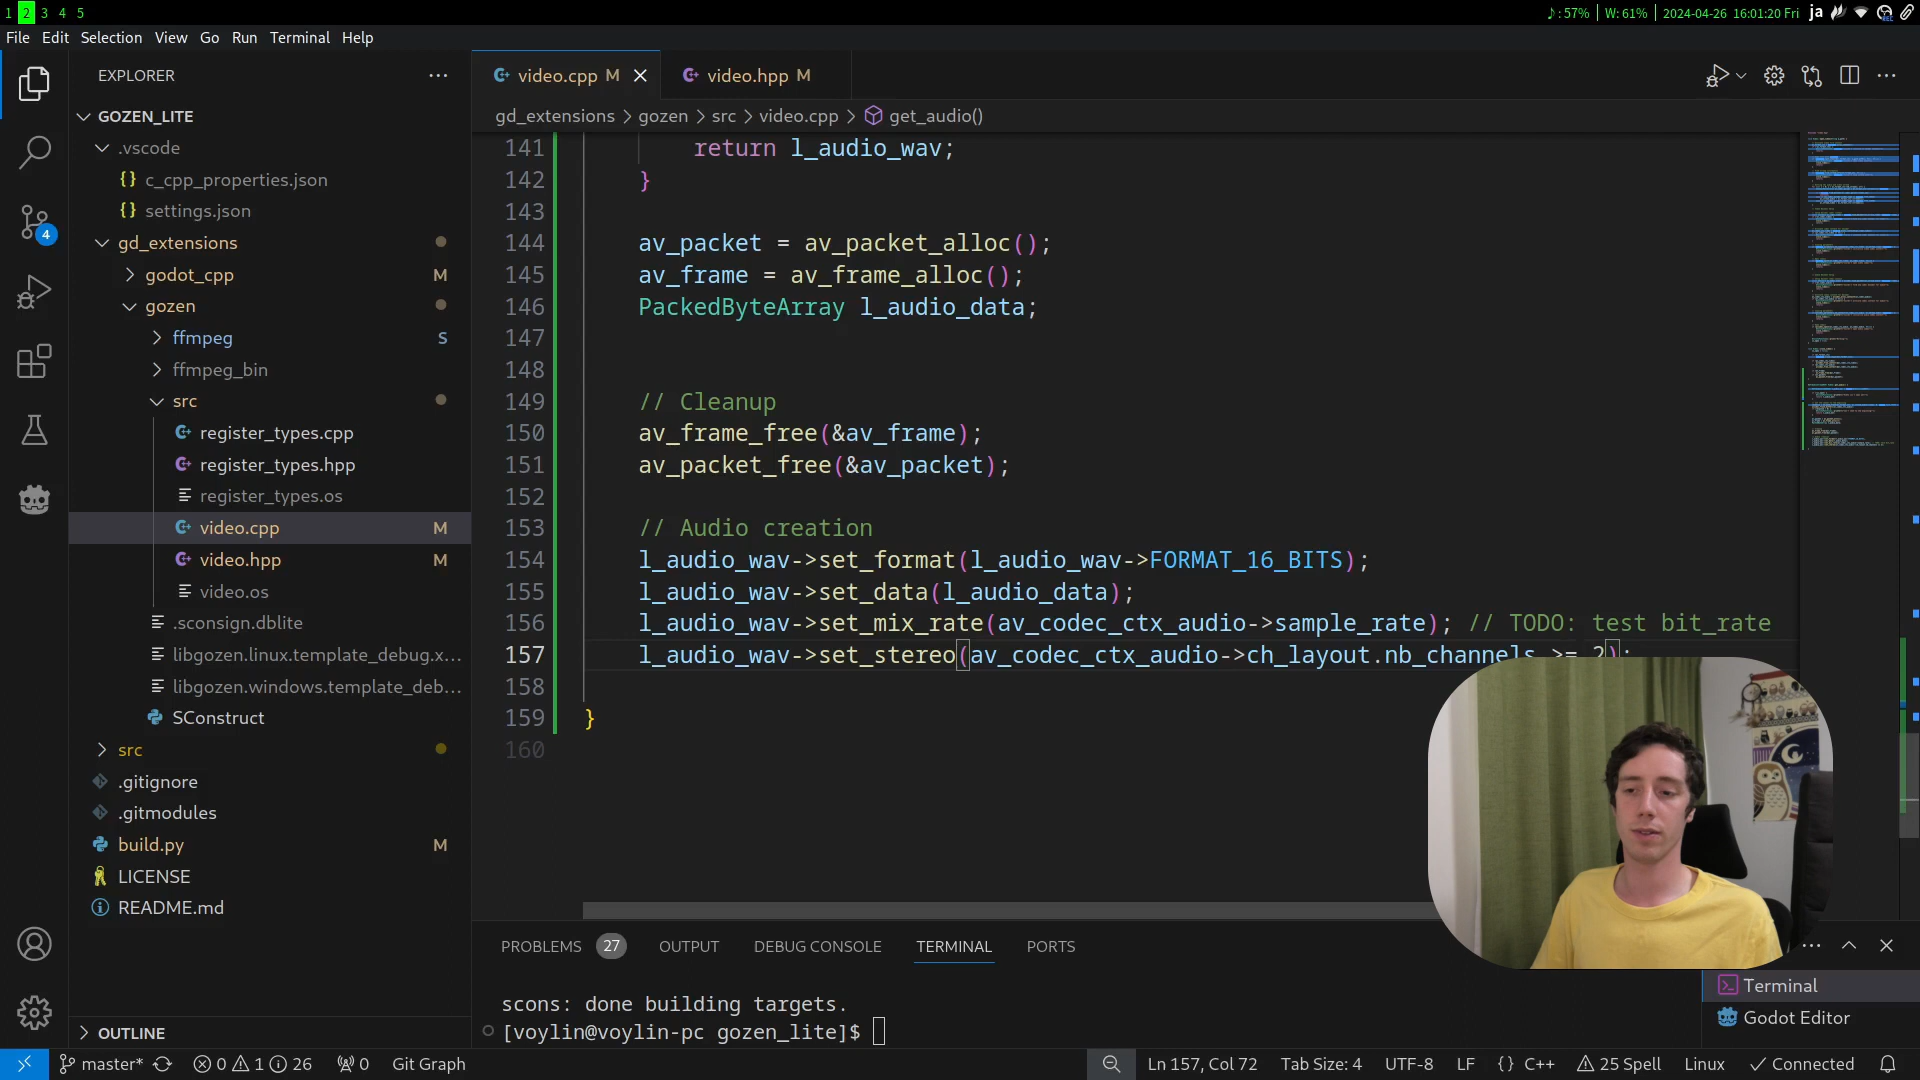 1 2 3 4 5
♪: 57% | W: 61% | 2024-04-26 16:01:20 Fri ja
File Edit Selection View Go Run Terminal Help
EXPLORER ···
video.cpp M
video.hpp M
gd_extensions > gozen > src > video.cpp > get_audio()
GOZEN_LITE
.vscode
{} c_cpp_properties.json
{} settings.json
gd_extensions
godot_cpp M
gozen
ffmpeg S
ffmpeg_bin
src
register_types.cpp
register_types.hpp
register_types.os
video.cpp M
video.hpp M
video.os
.sconsign.dblite
libgozen.linux.template_debug.x...
libgozen.windows.template_deb...
SConstruct
src
.gitignore
.gitmodules
build.py M
LICENSE
README.md
OUTLINE
4
141 return l_audio_wav;
142 }
143
144 av_packet = av_packet_alloc();
145 av_frame = av_frame_alloc();
146 PackedByteArray l_audio_data;
147
148
149 // Cleanup
150 av_frame_free(&av_frame);
151 av_packet_free(&av_packet);
152
153 // Audio creation
154 l_audio_wav->set_format(l_audio_wav->FORMAT_16_BITS);
155 l_audio_wav->set_data(l_audio_data);
156 l_audio_wav->set_mix_rate(av_codec_ctx_audio->sample_rate); // TODO: test bit_rate
157 l_audio_wav->set_stereo(av_codec_ctx_audio->ch_layout.nb_channels >= 2);
158
159 }
160
PROBLEMS 27 OUTPUT DEBUG CONSOLE TERMINAL PORTS
scons: done building targets.
[voylin@voylin-pc gozen_lite]$
Terminal
Godot Editor
master* 0 1 26 0 Git Graph
Ln 157, Col 72 Tab Size: 4 UTF-8 LF {} C++ 25 Spell Linux Connected